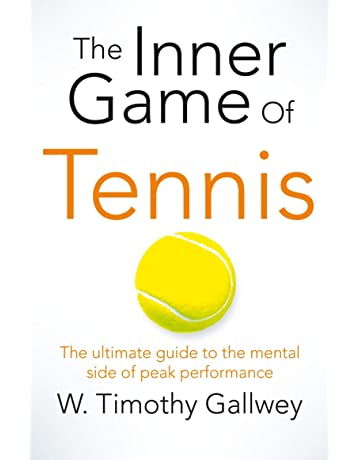 The Inner
Game Of
Tennis
The ultimate guide to the mental
side of peak performance
W. Timothy Gallwey